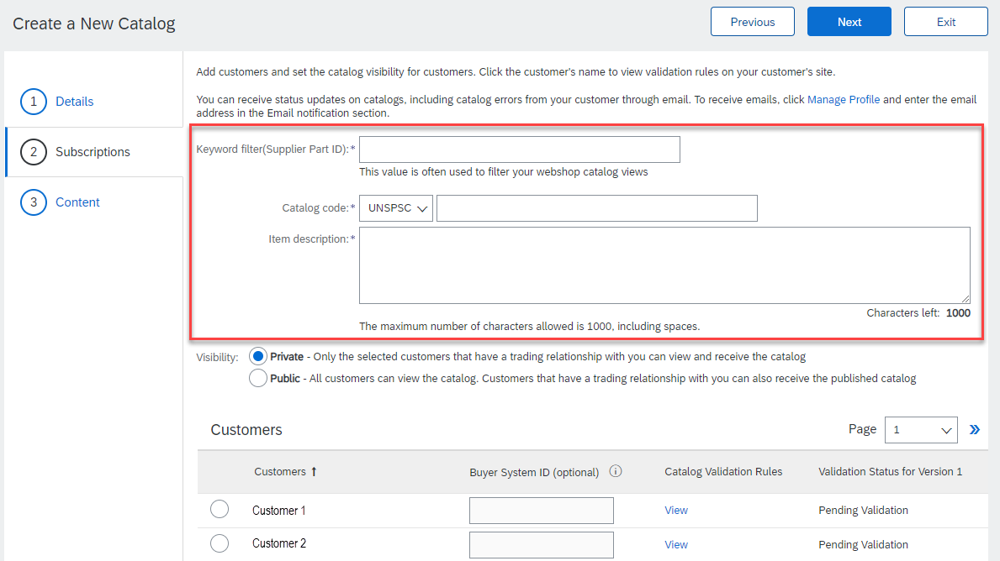 Create a New Catalog
Previous
Next
Exit
1 Details
2 Subscriptions
3 Content
Add customers and set the catalog visibility for customers. Click the customer's name to view validation rules on your customer's site.
You can receive status updates on catalogs, including catalog errors from your customer through email. To receive emails, click Manage Profile and enter the email
address in the Email notification section.
Keyword filter(Supplier Part ID):*
This value is often used to filter your webshop catalog views
Catalog code:* UNSPSC
Item description:*
Characters left: 1000
The maximum number of characters allowed is 1000, including spaces.
Visibility: Private - Only the selected customers that have a trading relationship with you can view and receive the catalog
Public - All customers can view the catalog. Customers that have a trading relationship with you can also receive the published catalog
Customers
Page 1 »
Customers ↑ Buyer System ID (optional) i Catalog Validation Rules Validation Status for Version 1
Customer 1 View Pending Validation
Customer 2 View Pending Validation